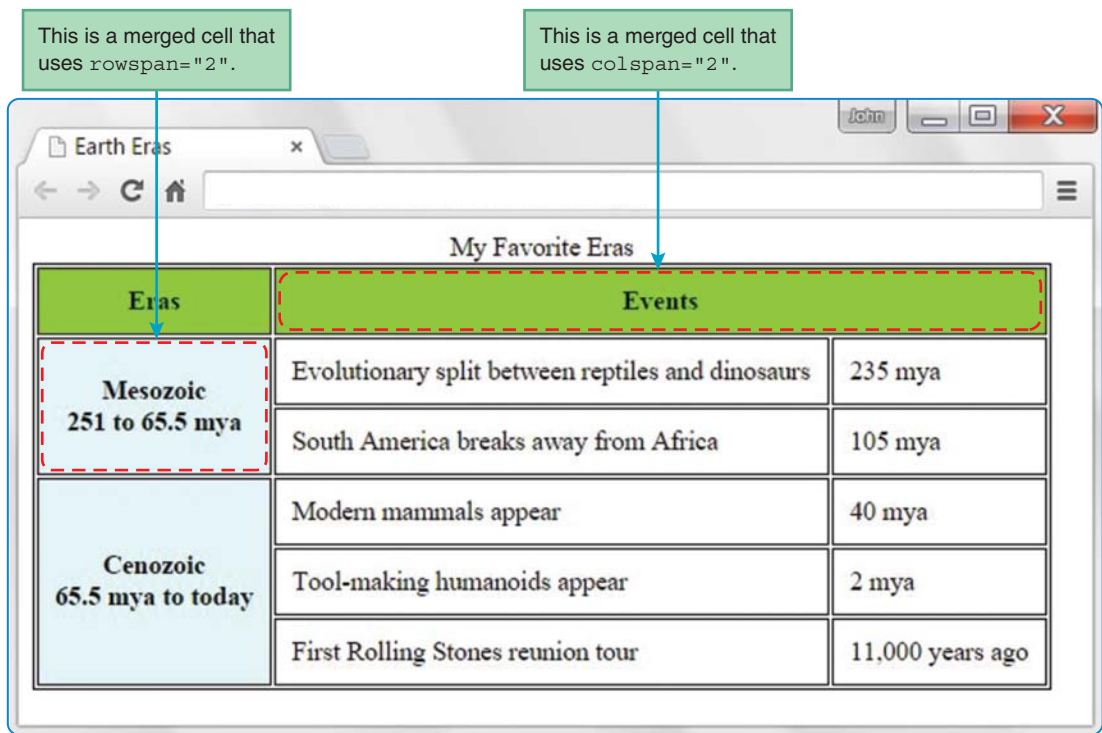 This is a merged cell that
uses rowspan="2".
This is a merged cell that
uses colspan="2".
John
Earth Eras
My Favorite Eras
Eras
Events
Mesozoic
251 to 65.5 mya
Evolutionary split between reptiles and dinosaurs
235 mya
South America breaks away from Africa
105 mya
Cenozoic
65.5 mya to today
Modern mammals appear
40 mya
Tool-making humanoids appear
2 mya
First Rolling Stones reunion tour
11,000 years ago